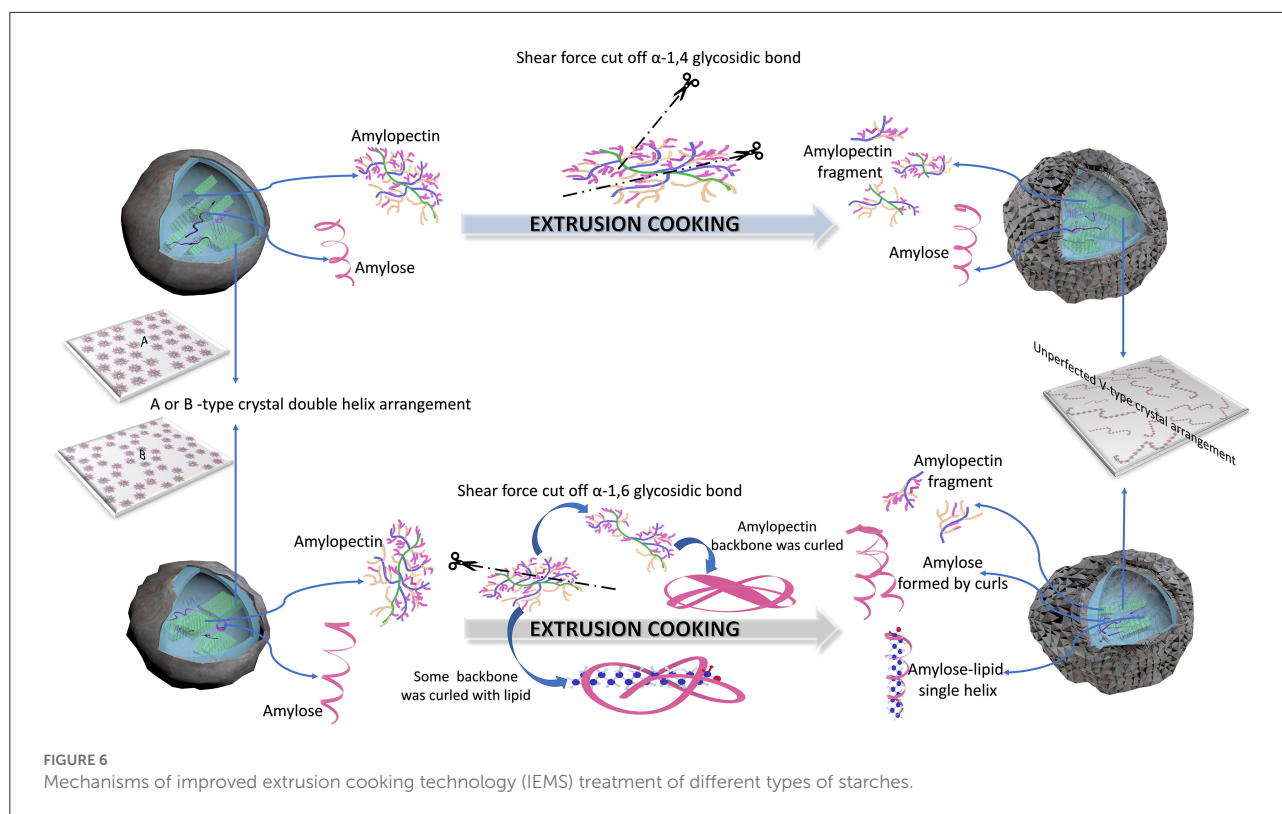 Shear force cut off α-1,4 glycosidic bond
Amylopectin
Amylopectin
fragment
EXTRUSION COOKING
Amylose
Amylose
A
A or B -type crystal double helix arrangement
B
Unperfected V-type crystal arrangement
Shear force cut off α-1,6 glycosidic bond
Amylopectin
fragment
Amylopectin
Amylopectin
backbone was curled
Amylose
formed by curls
EXTRUSION COOKING
Some backbone
was curled with lipid
Amylose-lipid
single helix
Amylose
FIGURE 6
Mechanisms of improved extrusion cooking technology (IEMS) treatment of different types of starches.